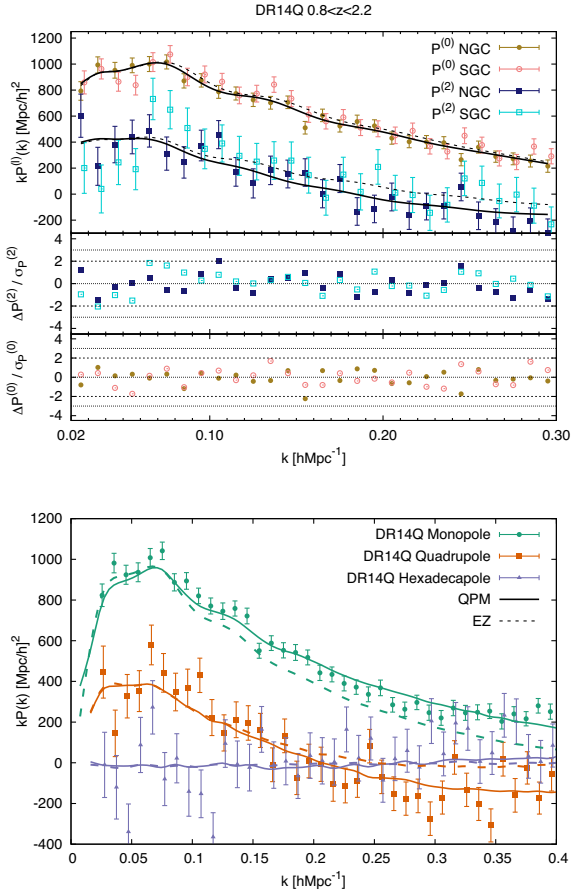 DR14Q 0.8<z<2.2
1200
1000
800
600
400
200
0
-200
kP^(l)(k) [Mpc/h]^2
P^(0) NGC
P^(0) SGC
P^(2) NGC
P^(2) SGC
4
2
0
-2
-4
ΔP^(2) / σ_P^(2)
4
2
0
-2
-4
ΔP^(0) / σ_P^(0)
0.02 0.10 0.20 0.30
k [hMpc^-1]
1200
1000
800
600
400
200
0
-200
-400
kP(k) [Mpc/h]^2
DR14Q Monopole
DR14Q Quadrupole
DR14Q Hexadecapole
QPM
EZ
0 0.05 0.1 0.15 0.2 0.25 0.3 0.35 0.4
k [hMpc^-1]